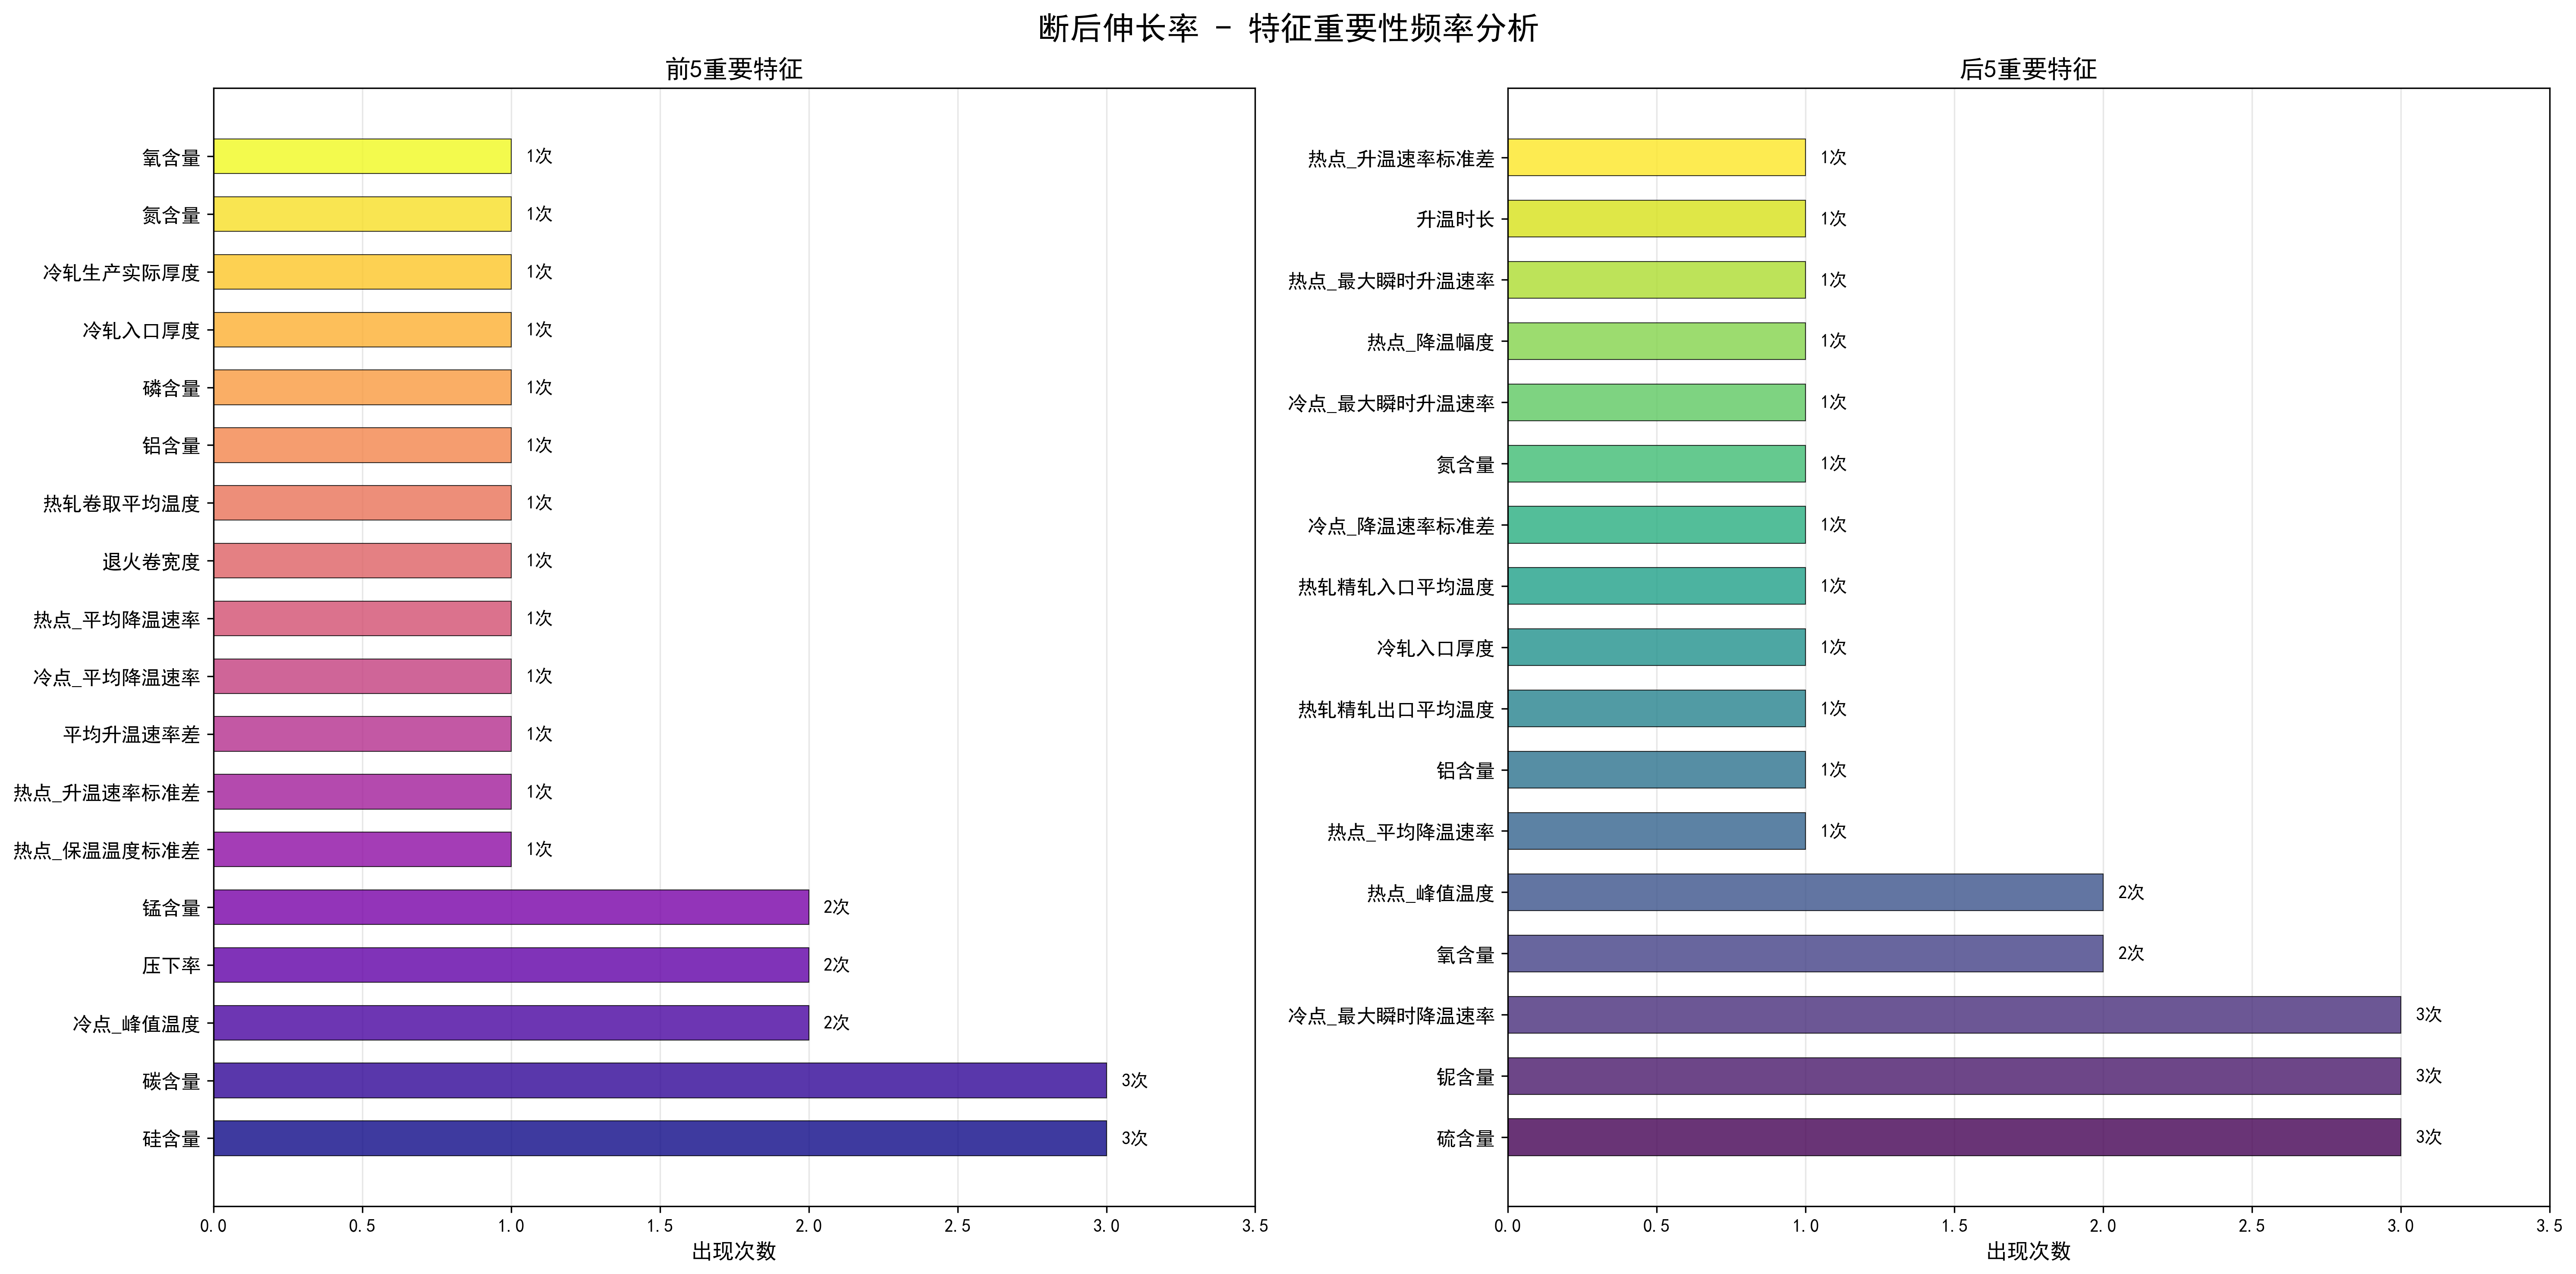 断后伸长率 - 特征重要性频率分析
前5重要特征
氧含量
1次
氮含量
1次
冷轧生产实际厚度
1次
冷轧入口厚度
1次
磷含量
1次
铝含量
1次
热轧卷取平均温度
1次
退火卷宽度
1次
热点_平均降温速率
1次
冷点_平均降温速率
1次
平均升温速率差
1次
热点_升温速率标准差
1次
热点_保温温度标准差
1次
锰含量
2次
压下率
2次
冷点_峰值温度
2次
碳含量
3次
硅含量
3次
0.0 0.5 1.0 1.5 2.0 2.5 3.0 3.5
出现次数
后5重要特征
热点_升温速率标准差
1次
升温时长
1次
热点_最大瞬时升温速率
1次
热点_降温幅度
1次
冷点_最大瞬时升温速率
1次
氮含量
1次
冷点_降温速率标准差
1次
热轧精轧入口平均温度
1次
冷轧入口厚度
1次
热轧精轧出口平均温度
1次
铝含量
1次
热点_平均降温速率
1次
热点_峰值温度
2次
氧含量
2次
冷点_最大瞬时降温速率
3次
铌含量
3次
硫含量
3次
0.0 0.5 1.0 1.5 2.0 2.5 3.0 3.5
出现次数